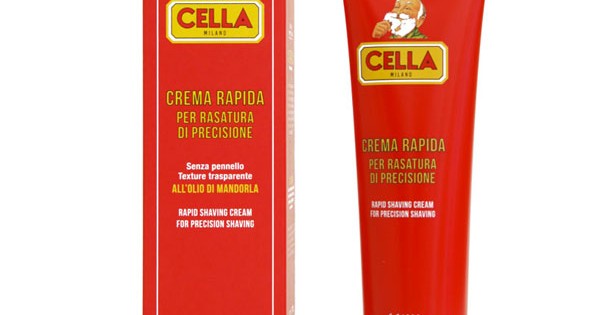 CELLA
MILANO
CREMA RAPIDA
PER RASATURA
DI PRECISIONE
Senza pennello
Texture trasparente
ALL'OLIO DI MANDORLA
RAPID SHAVING CREAM
FOR PRECISION SHAVING
CELLA
MILANO
CREMA RAPIDA
PER RASATURA
DI PRECISIONE
RAPID SHAVING CREAM
FOR PRECISION SHAVING